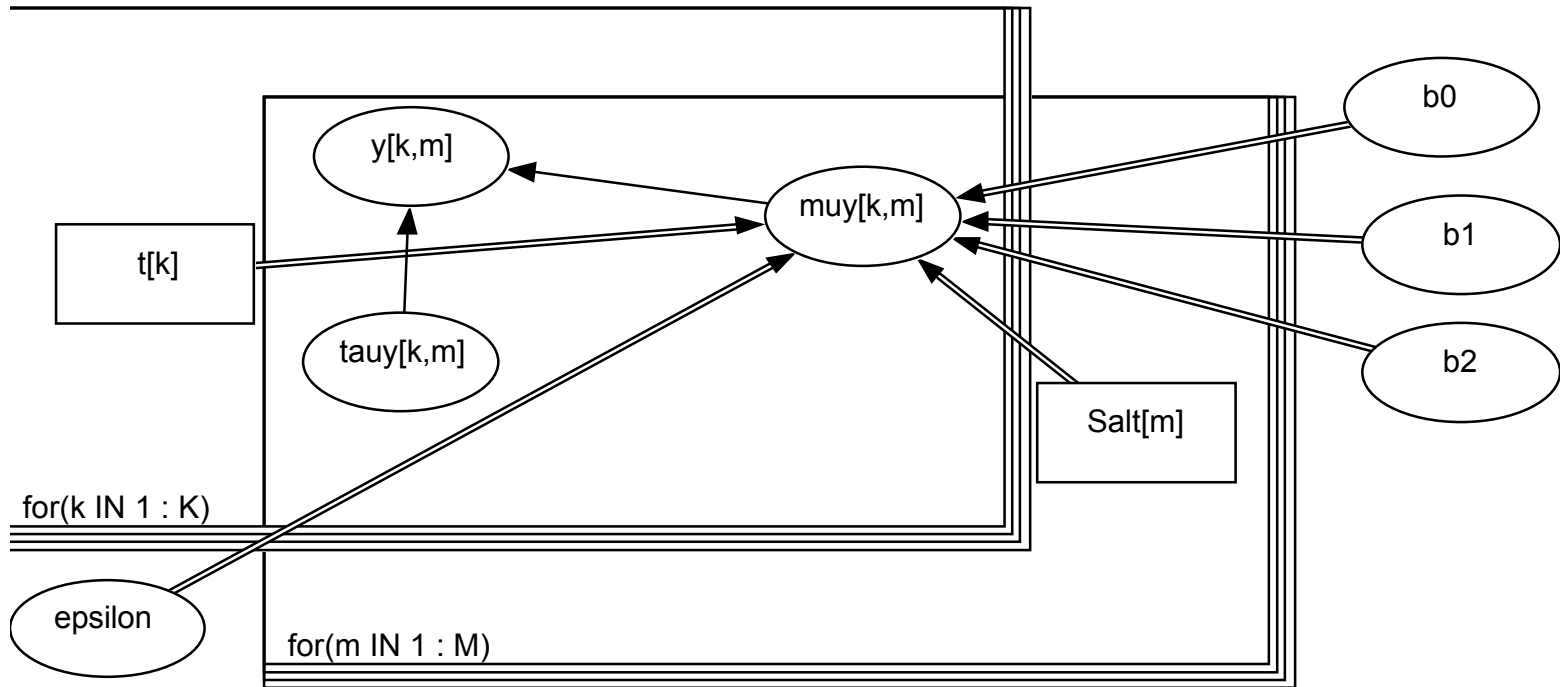 b0
y[k,m]
muy[k,m]
b1
t[k]
tauy[k,m]
b2
Salt[m]
for(k IN 1 : K)
epsilon
for(m IN 1 : M)